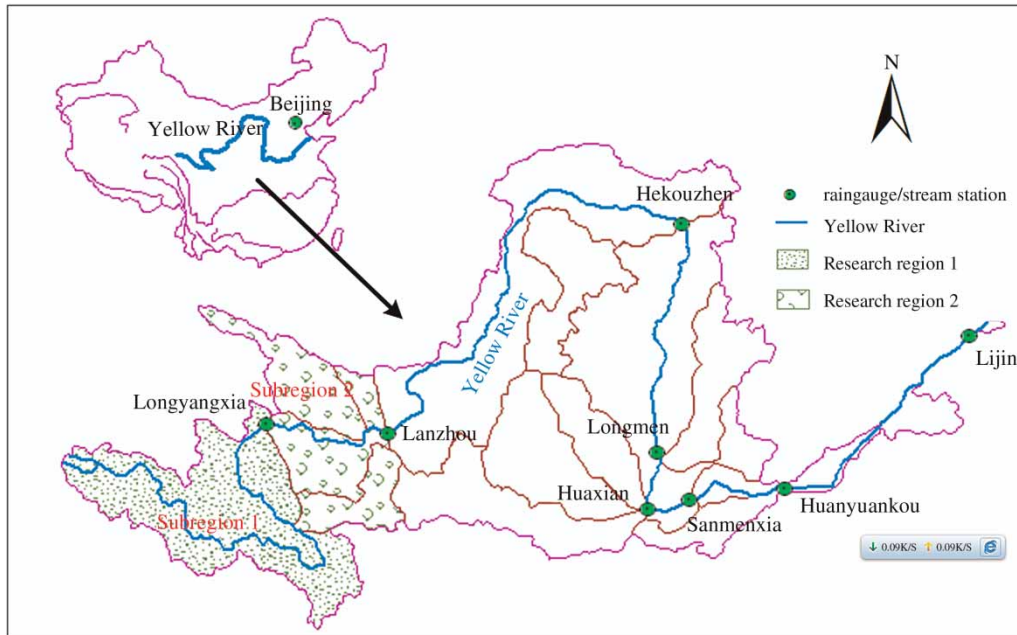 Beijing
Yellow River
N
Hekouzhen
raingauge/stream station
Yellow River
Research region 1
Research region 2
Yellow River
Lijin
Subregion 2
Longyangxia
Lanzhou
Longmen
Huaxian
Sanmenxia
Huanyuankou
Subregion 1
0.09K/S 0.09K/S